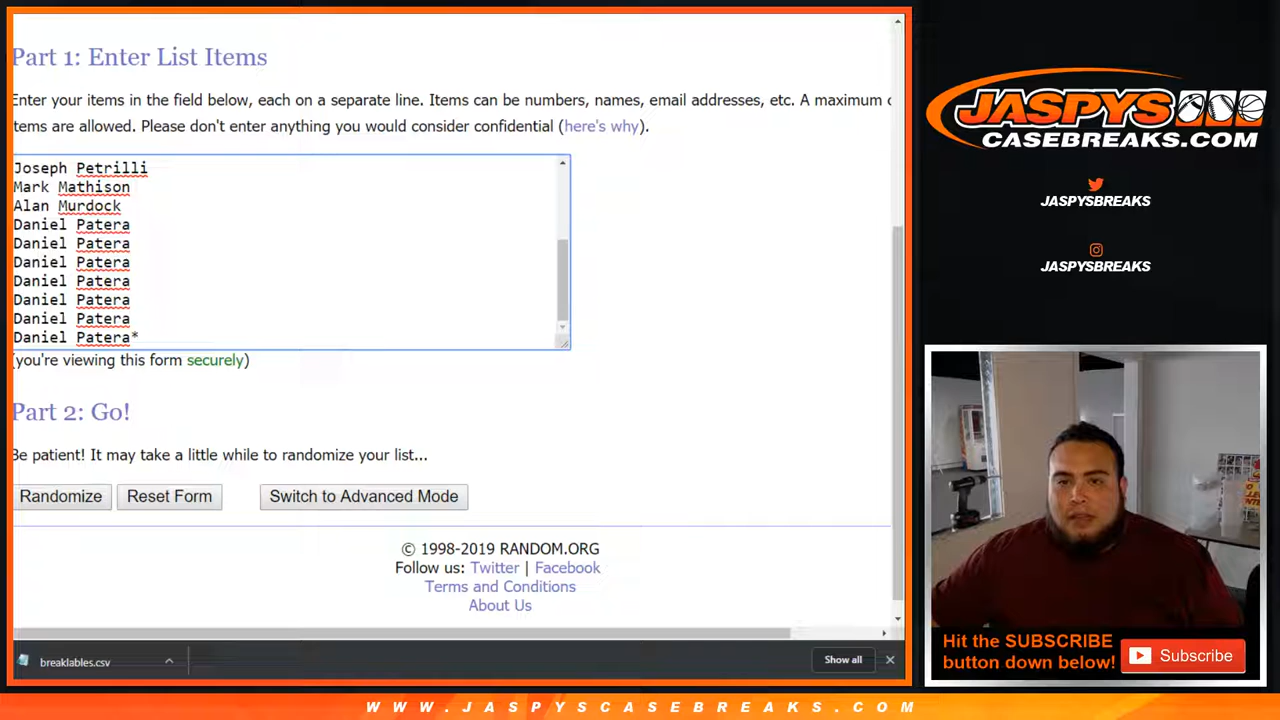 Part 1: Enter List Items
Enter your items in the field below, each on a separate line. Items can be numbers, names, email addresses, etc. A maximum
tems are allowed. Please don't enter anything you would consider confidential (here's why).
Joseph Petrilli
Mark Mathison
Alan Murdock
Daniel Patera
Daniel Patera
Daniel Patera
Daniel Patera
Daniel Patera
Daniel Patera
Daniel Patera*
(you're viewing this form securely)
Part 2: Go!
Be patient! It may take a little while to randomize your list...
Randomize Reset Form Switch to Advanced Mode
© 1998-2019 RANDOM.ORG
Follow us: Twitter | Facebook
Terms and Conditions
About Us
breaklables.csv
Show all
JASPYS
CASEBREAKS.COM
JASPYSBREAKS
JASPYSBREAKS
Hit the SUBSCRIBE
button down below!
Subscribe
WWW.JASPYSCASEBREAKS.COM